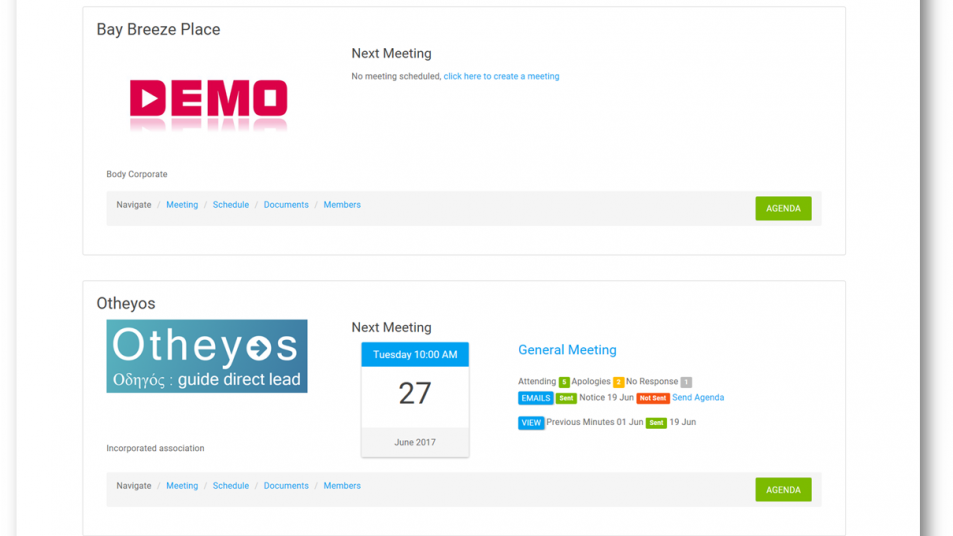 Bay Breeze Place
DEMO
Next Meeting
No meeting scheduled, click here to create a meeting
Body Corporate
Navigate / Meeting / Schedule / Documents / Members
AGENDA
Otheyos
Otheyos
Οδηγός : guide direct lead
Next Meeting
Tuesday 10:00 AM
27
June 2017
General Meeting
Attending 5 Apologies 2 No Response 1
EMAILS Sent Notice 19 Jun Not Sent Send Agenda
VIEW Previous Minutes 01 Jun Sent 19 Jun
Incorporated association
Navigate / Meeting / Schedule / Documents / Members
AGENDA